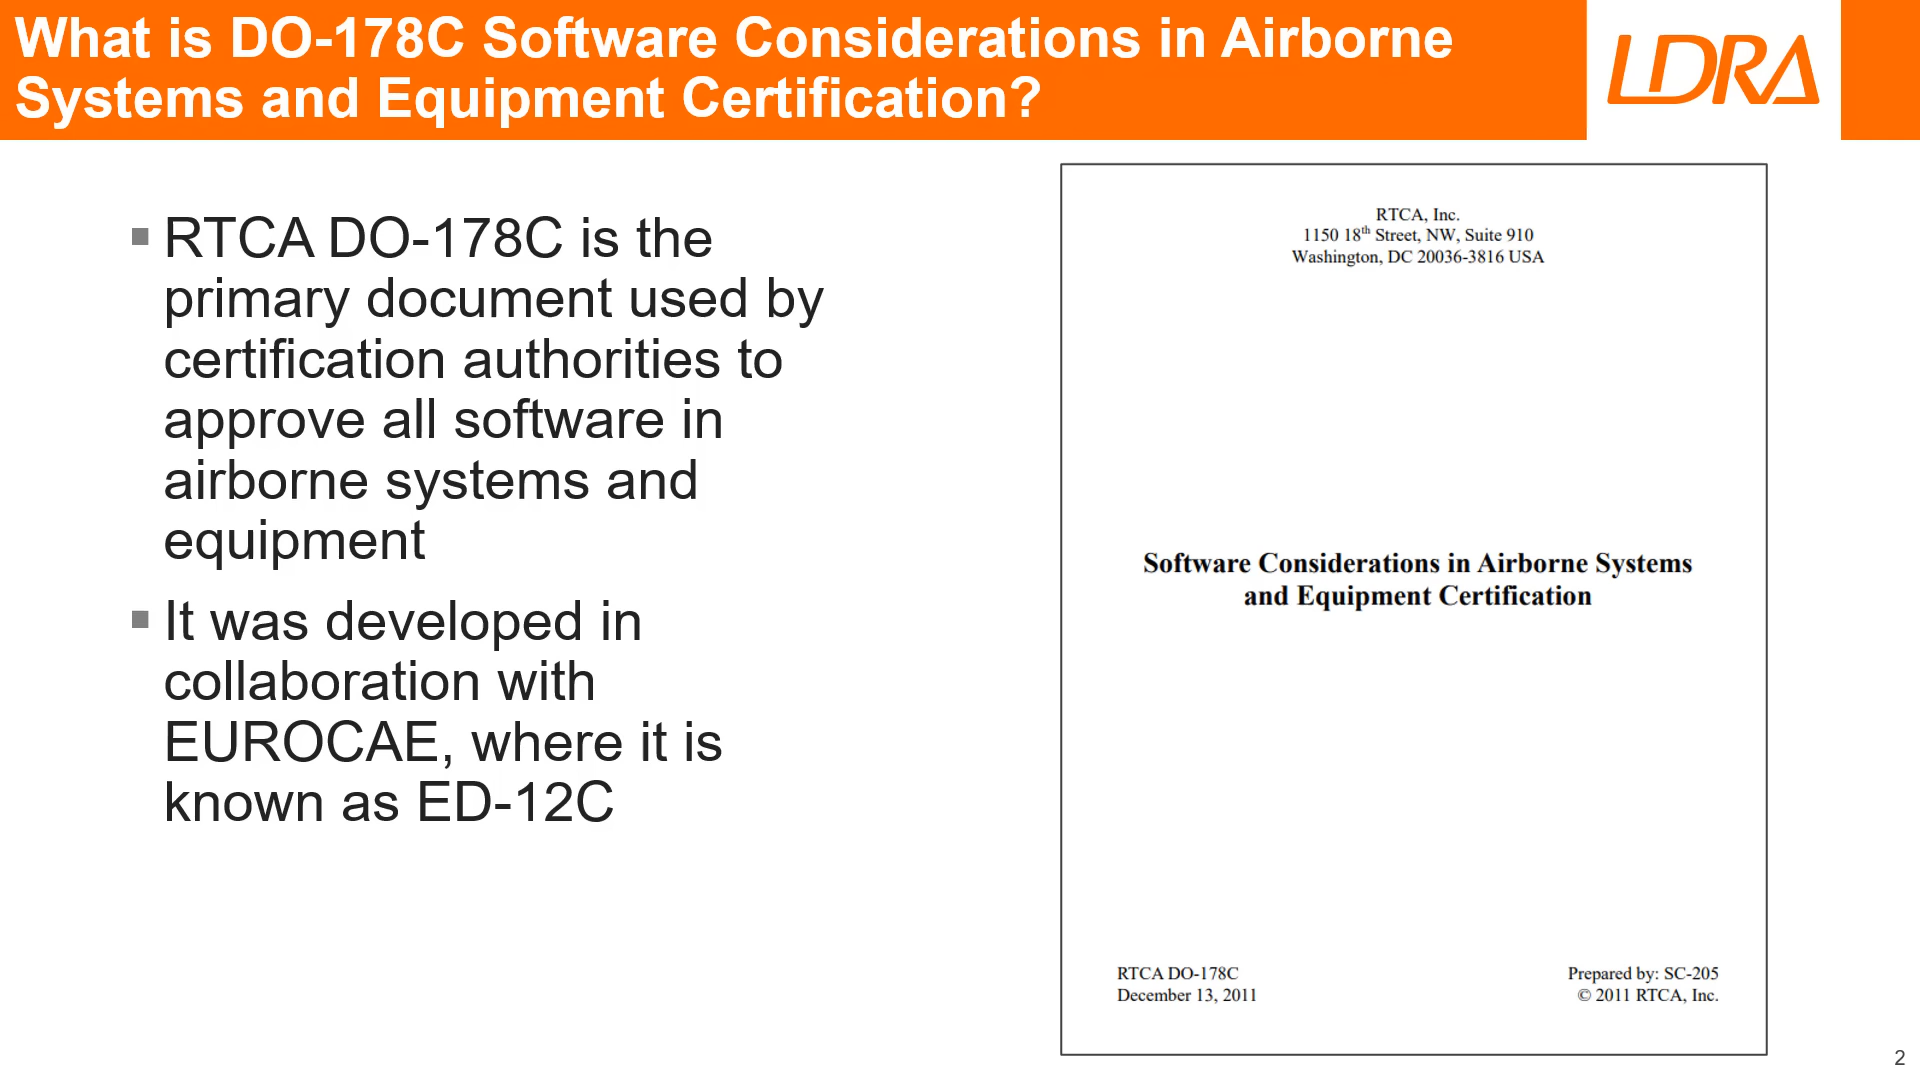 What is DO-178C Software Considerations in Airborne
Systems and Equipment Certification?
LDRA
RTCA DO-178C is the
primary document used by
certification authorities to
approve all software in
airborne systems and
equipment
It was developed in
collaboration with
EUROCAE, where it is
known as ED-12C
RTCA, Inc.
1150 18th Street, NW, Suite 910
Washington, DC 20036-3816 USA
Software Considerations in Airborne Systems
and Equipment Certification
RTCA DO-178C
December 13, 2011
Prepared by: SC-205
© 2011 RTCA, Inc.
2